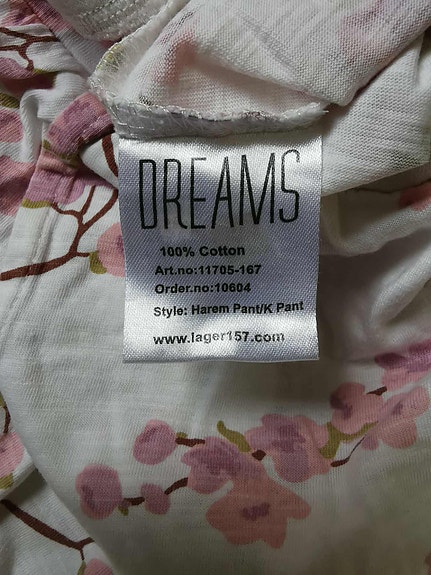 DREAMS
100% Cotton
Art.no:11705-167
Order.no:10604
Style: Harem Pant/K Pant
www.lager157.com